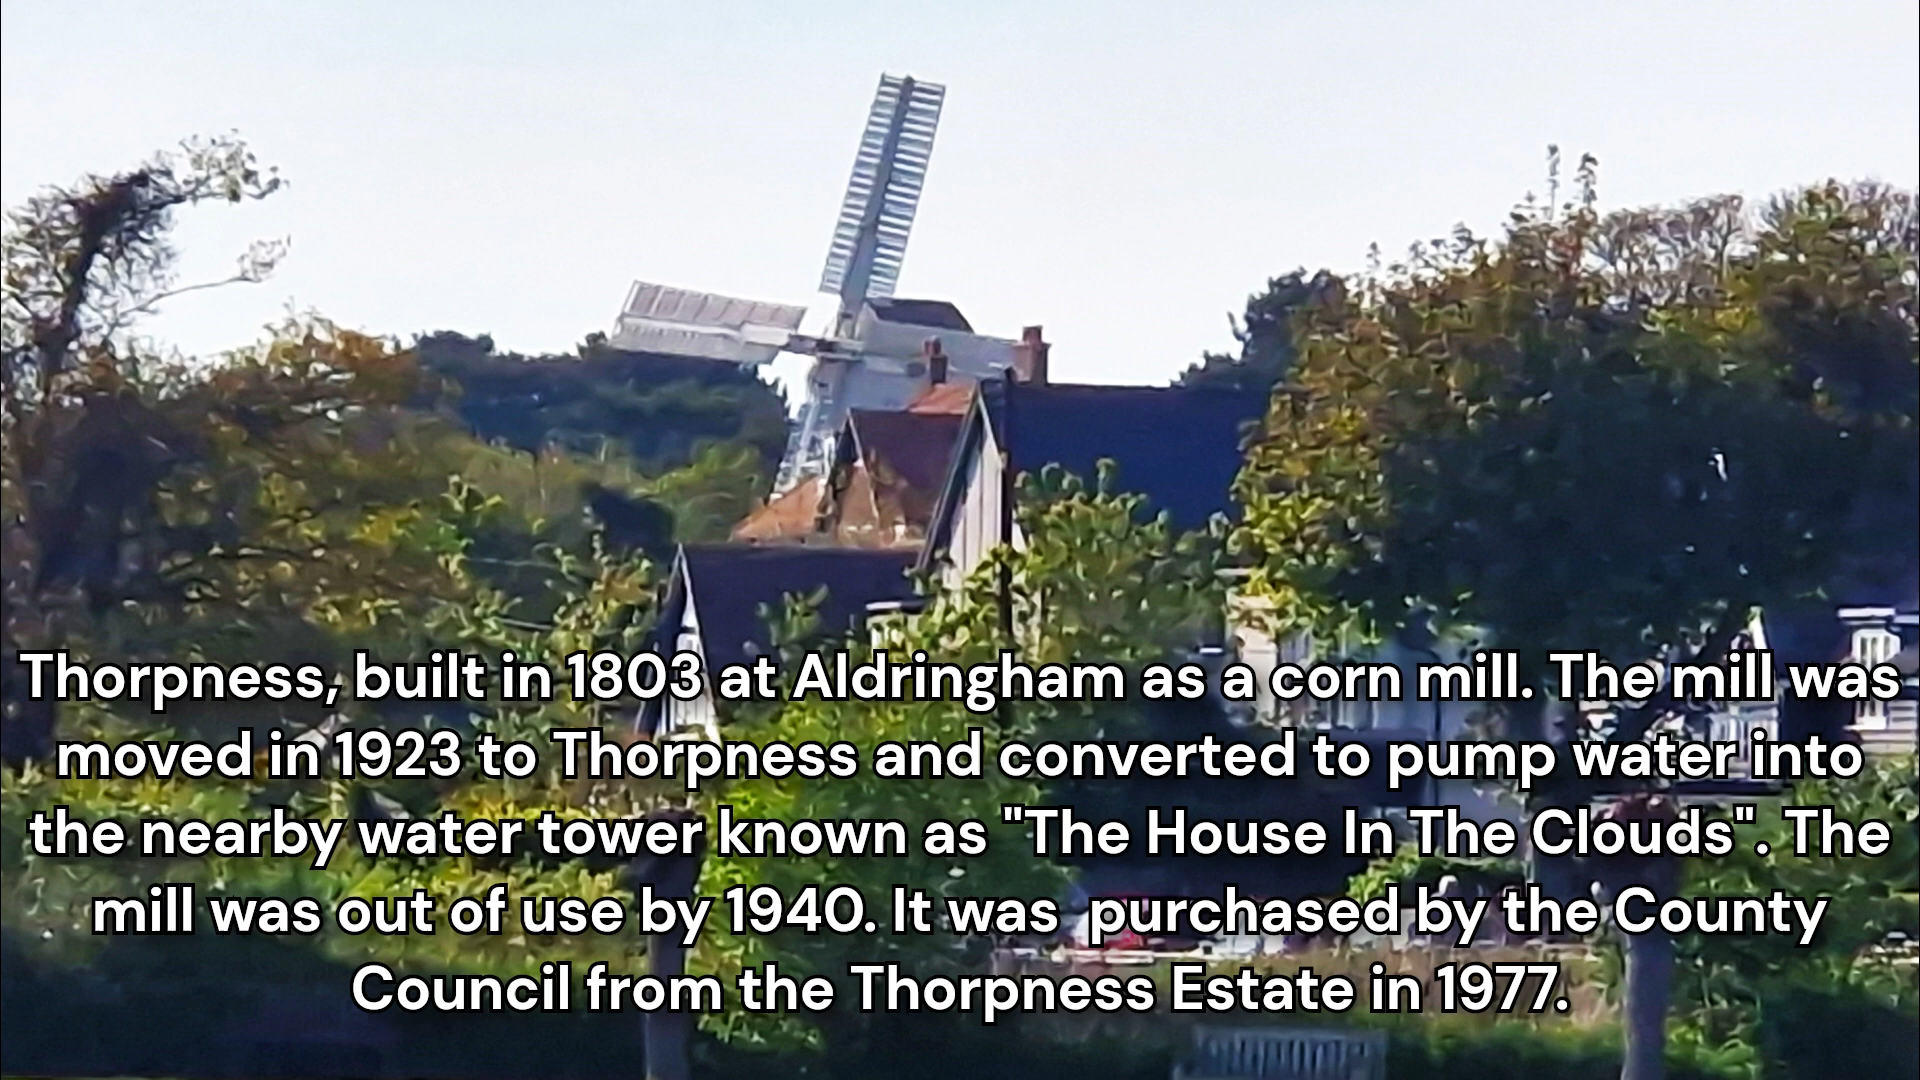 Thorpness, built in 1803 at Aldringham as a corn mill. The mill was
moved in 1923 to Thorpness and converted to pump water into
the nearby water tower known as "The House In The Clouds". The
mill was out of use by 1940. It was  purchased by the County
Council from the Thorpness Estate in 1977.